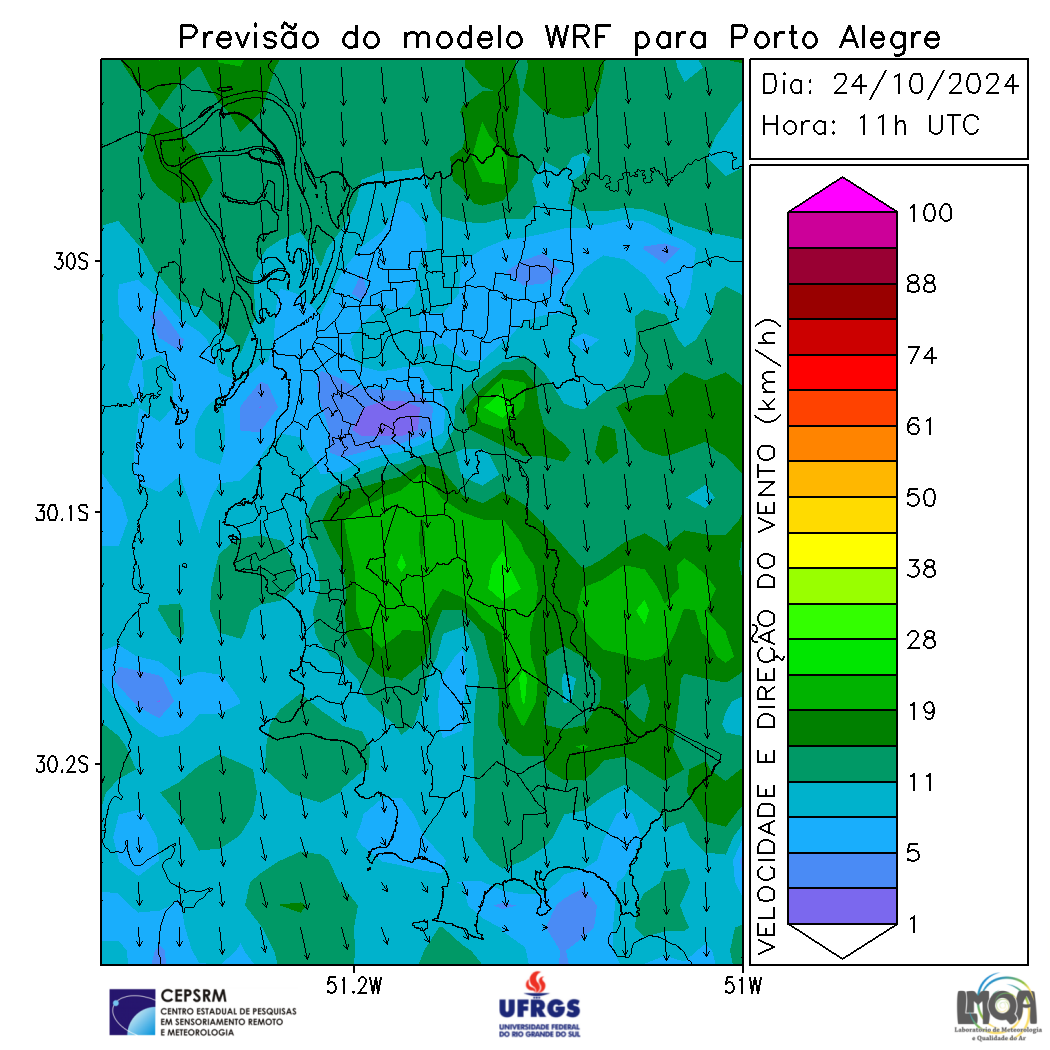 Previsão do modelo WRF para Porto Alegre
Dia: 24/10/2024
Hora: 11h UTC
30S
30.1S
30.2S
51.2W
51W
VELOCIDADE E DIREÇÃO DO VENTO (km/h)
100
88
74
61
50
38
28
19
11
5
1
CEPSRM
CENTRO ESTADUAL DE PESQUISAS
EM SENSORIAMENTO REMOTO
E METEOROLOGIA
UFRGS
UNIVERSIDADE FEDERAL
DO RIO GRANDE DO SUL
LMQA
Laboratório de Meteorologia
e Qualidade do Ar